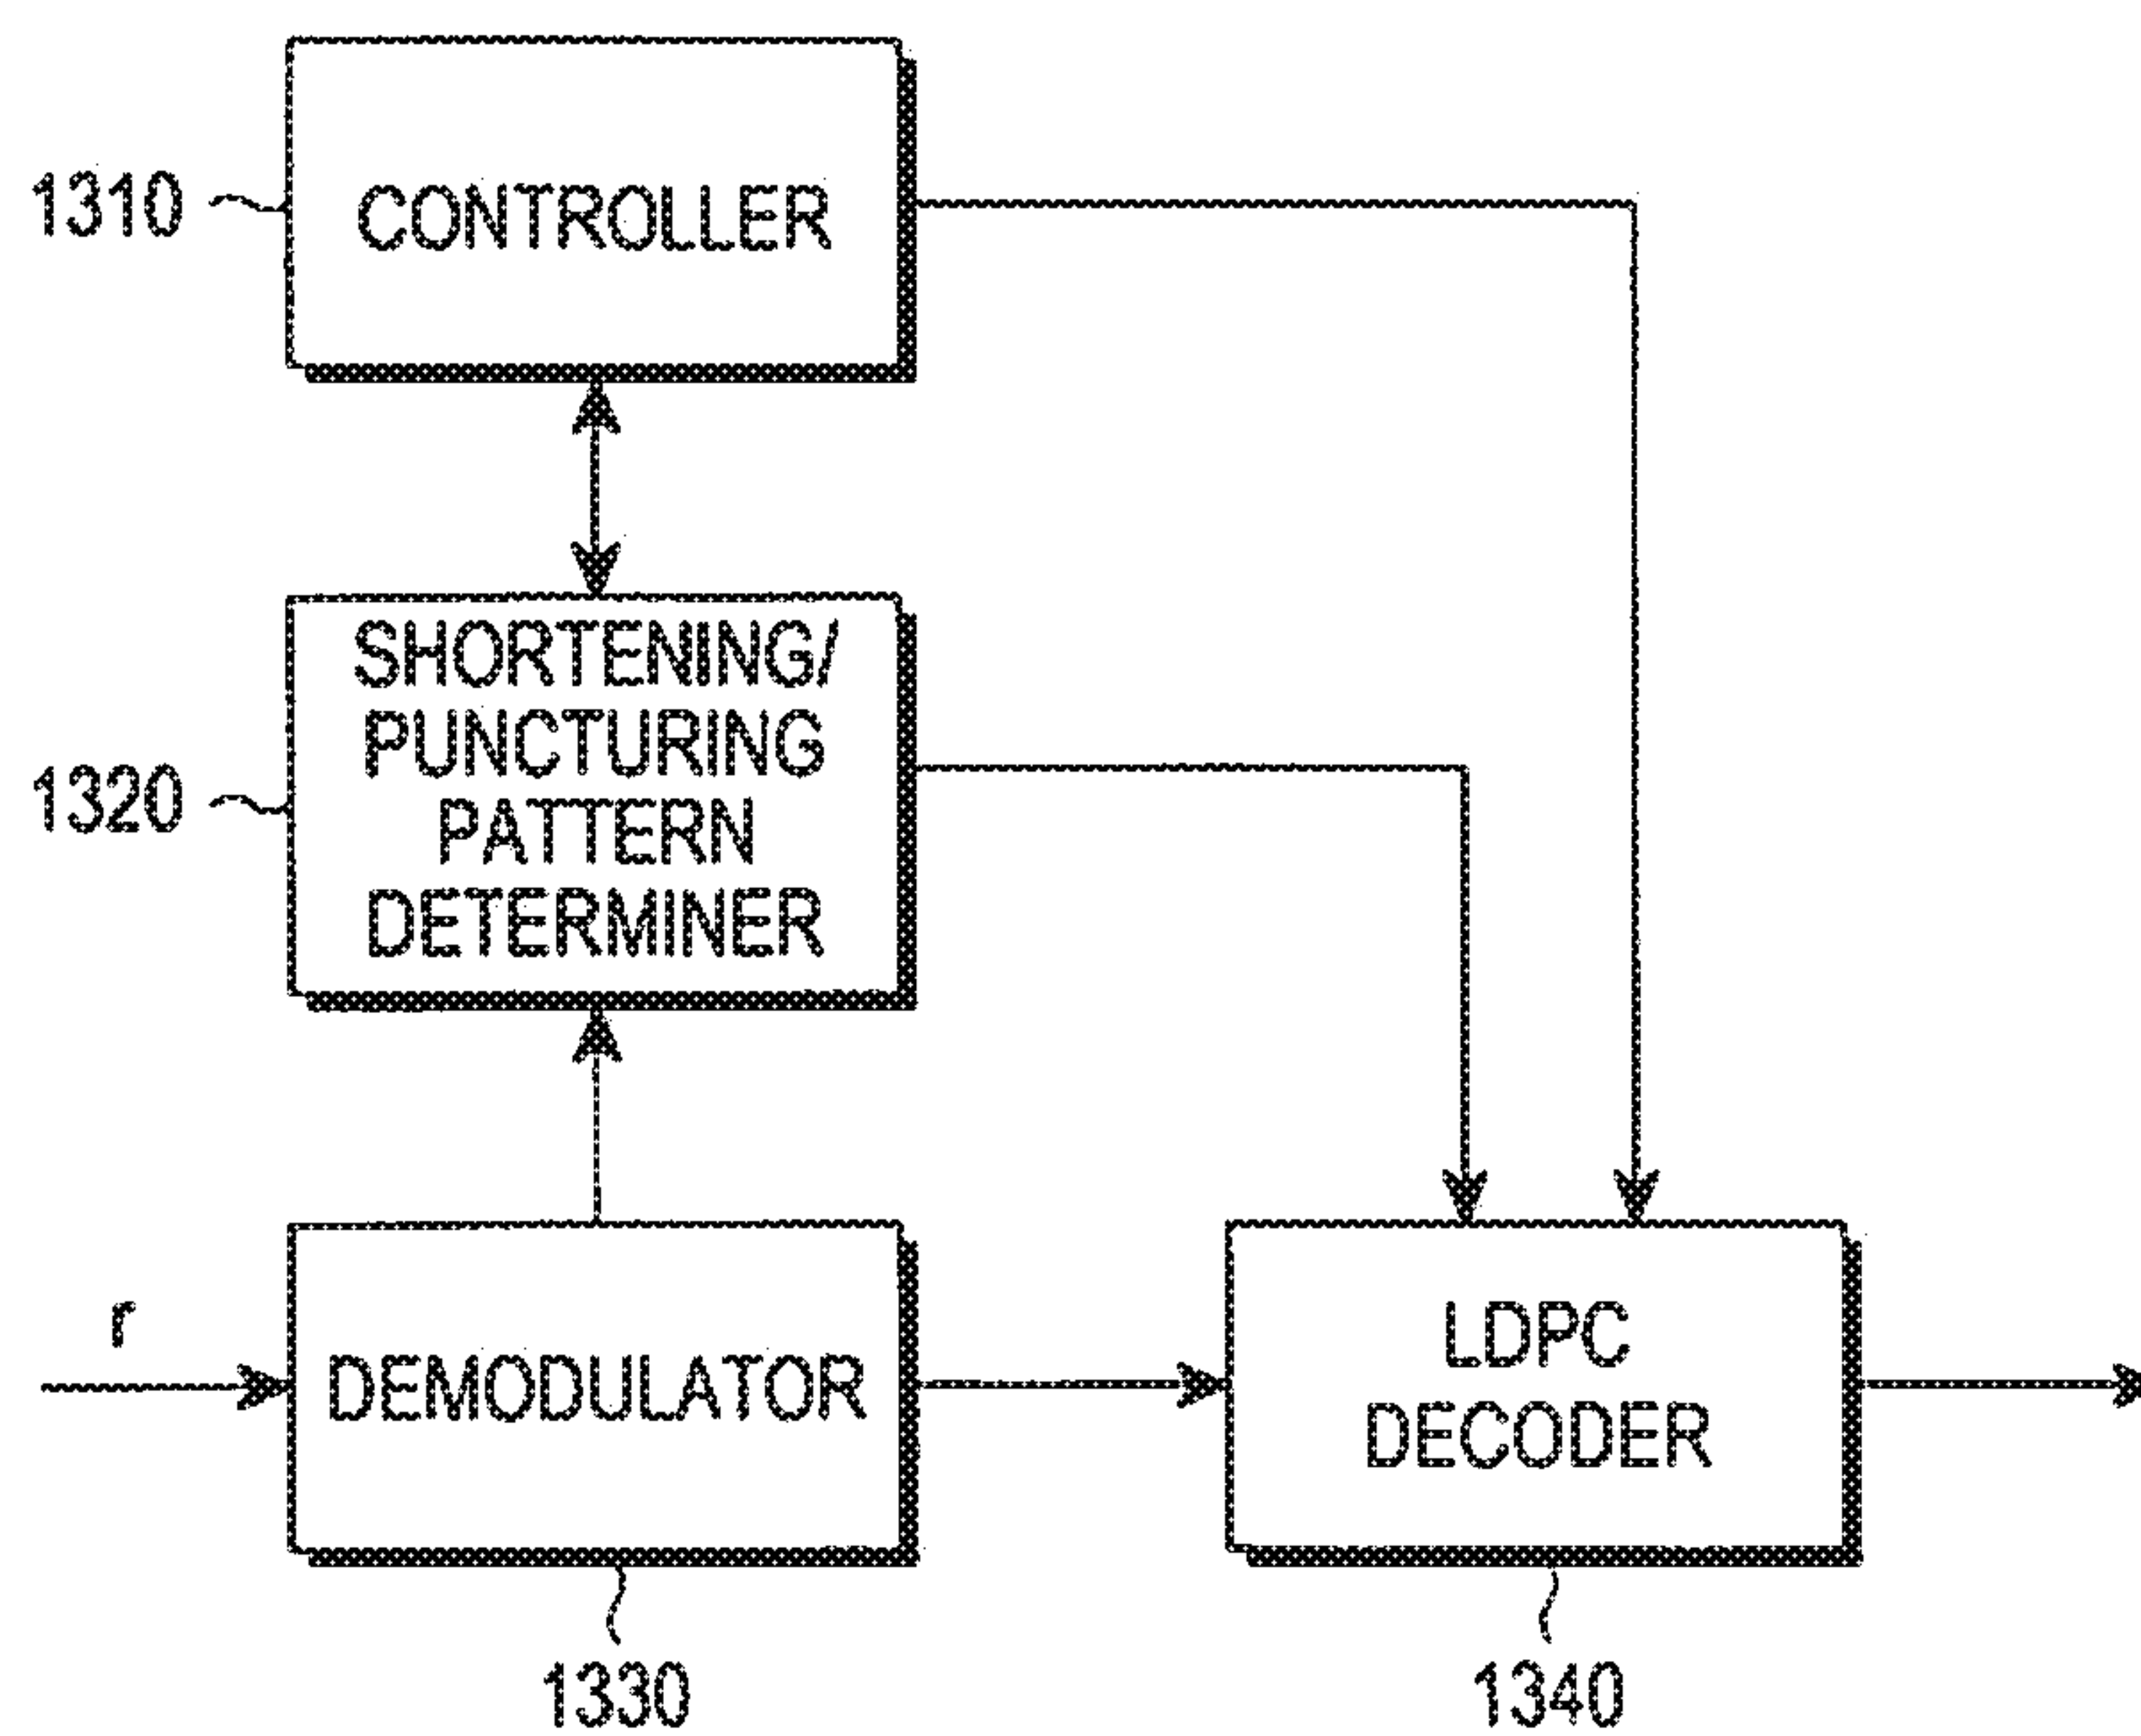 1310
CONTROLLER
1320
SHORTENING/
PUNCTURING
PATTERN
DETERMINER
r
DEMODULATOR
1330
LDPC
DECODER
1340